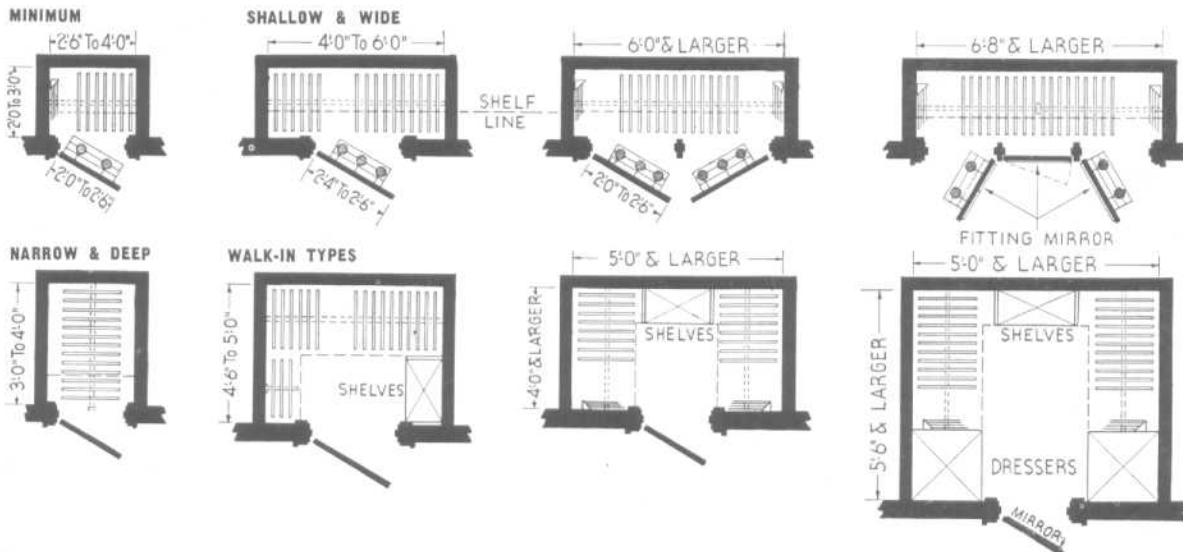 MINIMUM
SHALLOW & WIDE
2'6" To 4'0"
4'0" To 6'0"
6'0" & LARGER
6'8" & LARGER
2'0" To 3'0"
SHELF
LINE
2'0" To 2'6"
2'4" To 2'6"
2'0" To 2'6"
FITTING MIRROR
NARROW & DEEP
WALK-IN TYPES
5'0" & LARGER
5'0" & LARGER
3'0" To 4'0"
4'6" To 5'0"
SHELVES
4'0" & LARGER
SHELVES
5'6" & LARGER
SHELVES
DRESSERS
MIRROR